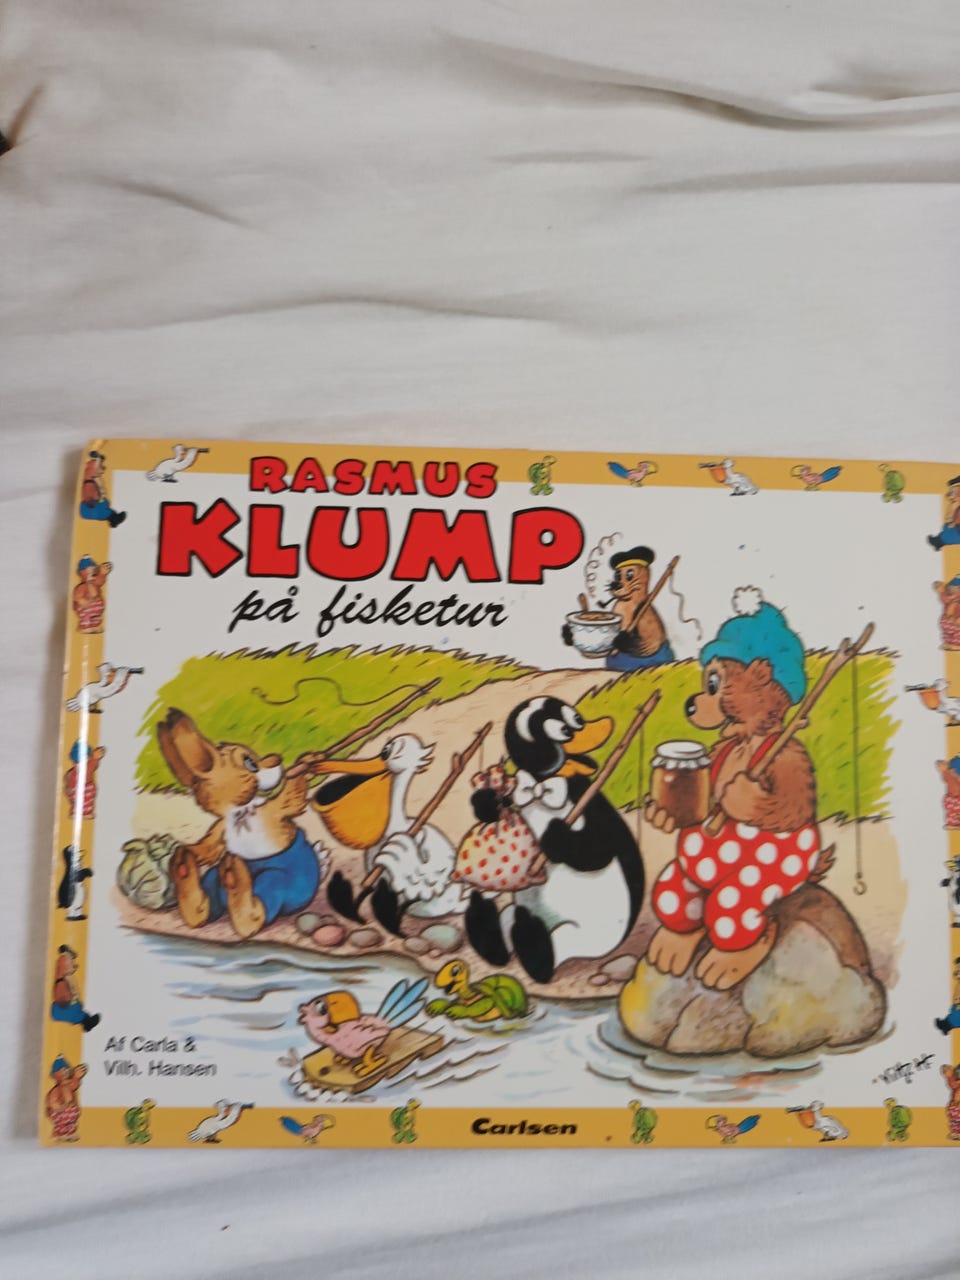 RASMUS
KLUMP
på fisketur
Af Carla &
Vilh. Hansen
Carlsen